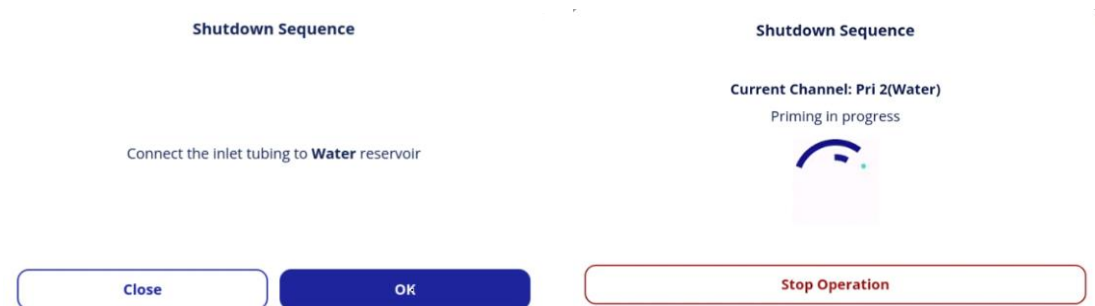 Shutdown Sequence
Connect the inlet tubing to Water reservoir
Close
OK
Shutdown Sequence
Current Channel: Pri 2(Water)
Priming in progress
Stop Operation